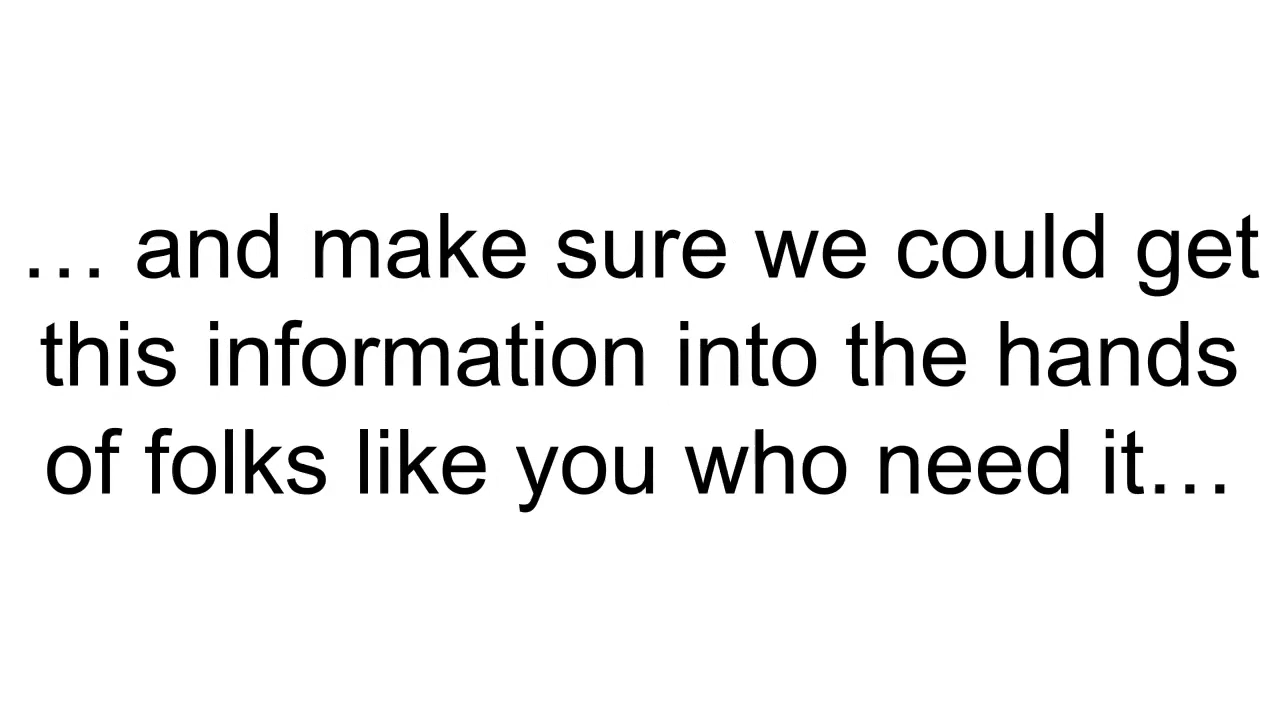 … and make sure we could get
this information into the hands
of folks like you who need it…